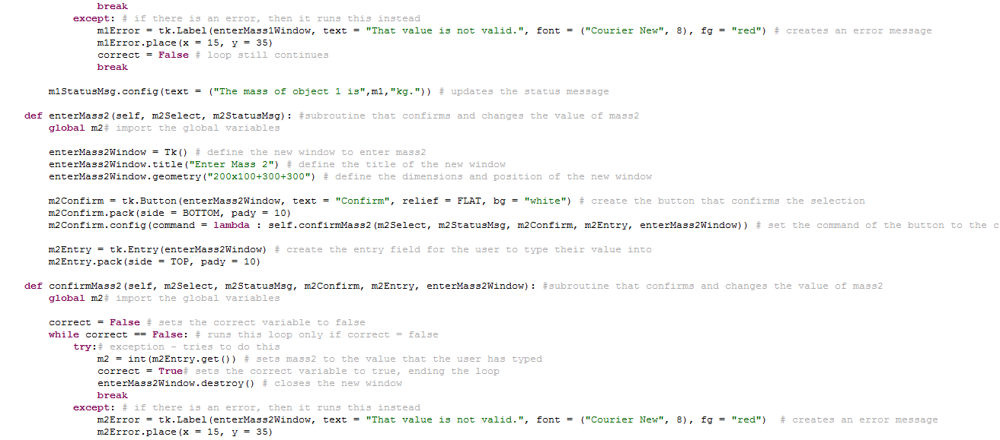 break
except: # if there is an error, then it runs this instead
m1Error = tk.Label(enterMass1Window, text = "That value is not valid.", font = ("Courier New", 8), fg = "red") # creates an error message
m1Error.place(x = 15, y = 35)
correct = False # loop still continues
break
m1StatusMsg.config(text = ("The mass of object 1 is",m1,"kg.")) # updates the status message
def enterMass2(self, m2Select, m2StatusMsg): #subroutine that confirms and changes the value of mass2
global m2# import the global variables
enterMass2Window = Tk() # define the new window to enter mass2
enterMass2Window.title("Enter Mass 2") # define the title of the new window
enterMass2Window.geometry("200x100+300+300") # define the dimensions and position of the new window
m2Confirm = tk.Button(enterMass2Window, text = "Confirm", relief = FLAT, bg = "white") # create the button that confirms the selection
m2Confirm.pack(side = BOTTOM, pady = 10)
m2Confirm.config(command = lambda : self.confirmMass2(m2Select, m2StatusMsg, m2Confirm, m2Entry, enterMass2Window)) # set the command of the button to the c
m2Entry = tk.Entry(enterMass2Window) # create the entry field for the user to type their value into
m2Entry.pack(side = TOP, pady = 10)
def confirmMass2(self, m2Select, m2StatusMsg, m2Confirm, m2Entry, enterMass2Window): #subroutine that confirms and changes the value of mass2
global m2# import the global variables
correct = False # sets the correct variable to false
while correct == False: # runs this loop only if correct = false
try:# exception - tries to do this
m2 = int(m2Entry.get()) # sets mass2 to the value that the user has typed
correct = True# sets the correct variable to true, ending the loop
enterMass2Window.destroy() # closes the new window
break
except: # if there is an error, then it runs this instead
m2Error = tk.Label(enterMass2Window, text = "That value is not valid.", font = ("Courier New", 8), fg = "red")  # creates an error message
m2Error.place(x = 15, y = 35)